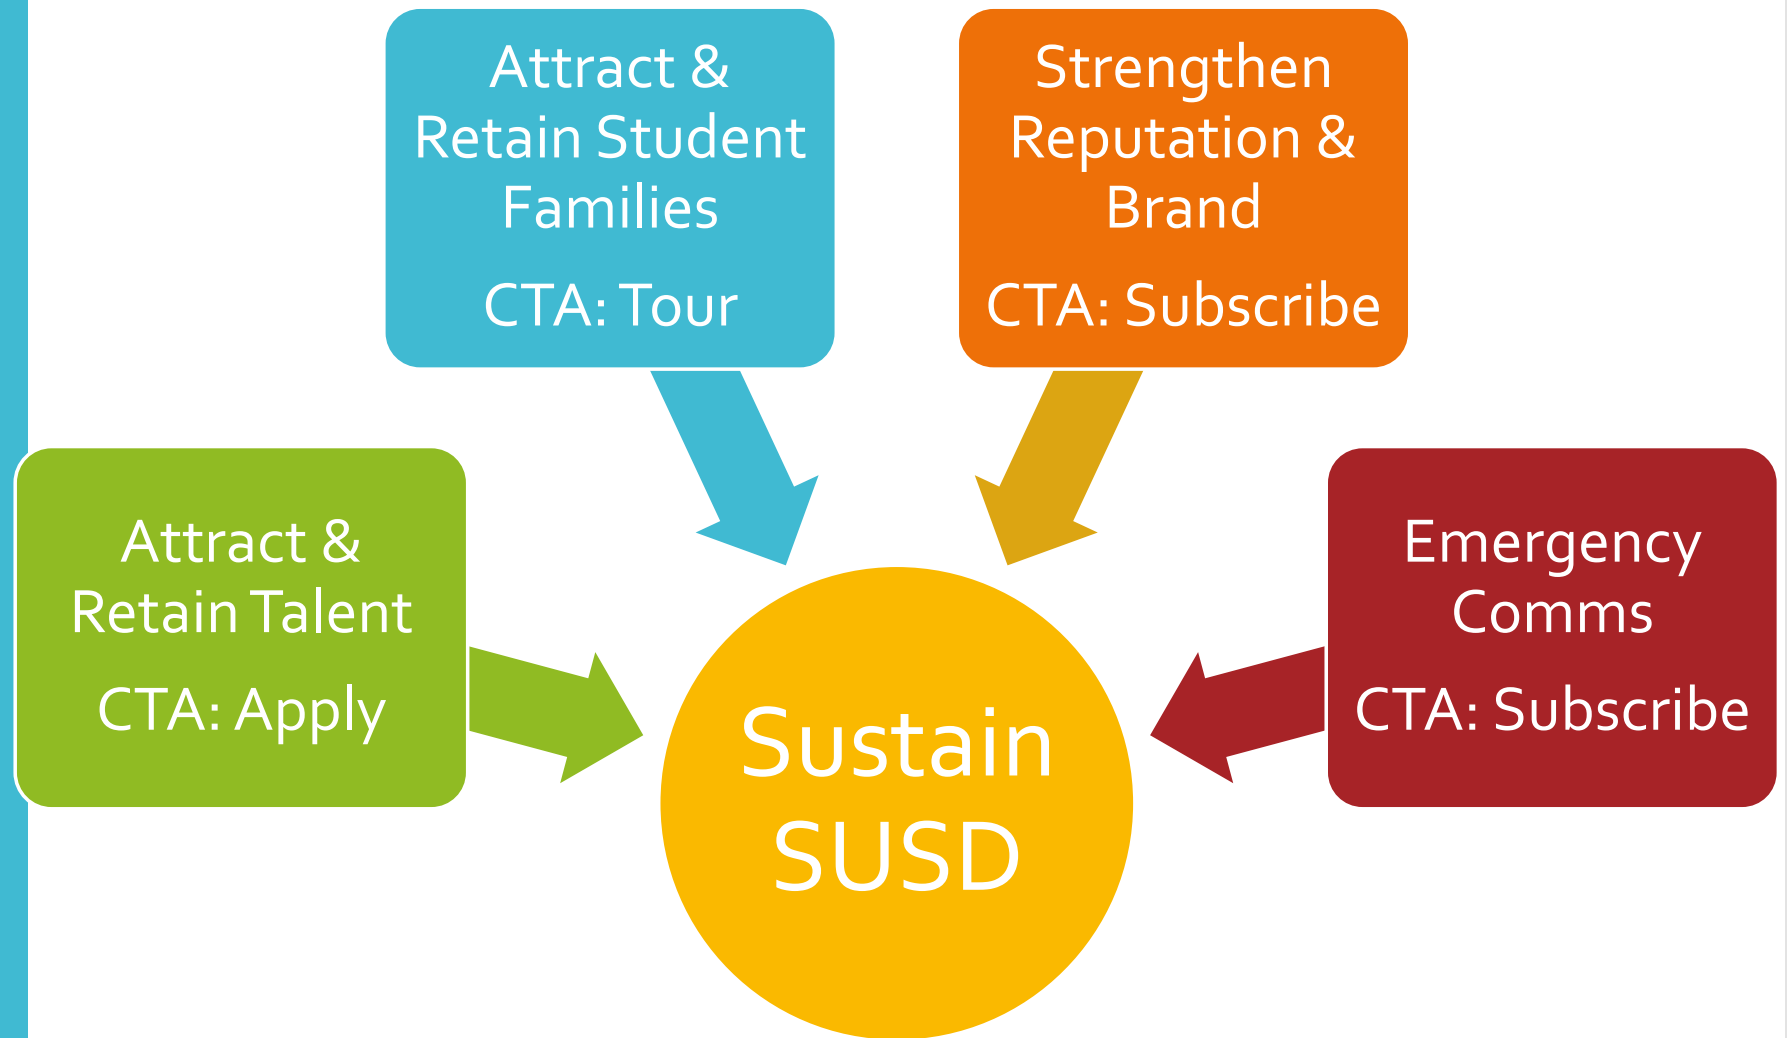 Attract &
Retain Student
Families
CTA: Tour
Strengthen
Reputation &
Brand
CTA: Subscribe
Attract &
Retain Talent
CTA: Apply
Emergency
Comms
CTA: Subscribe
Sustain
SUSD